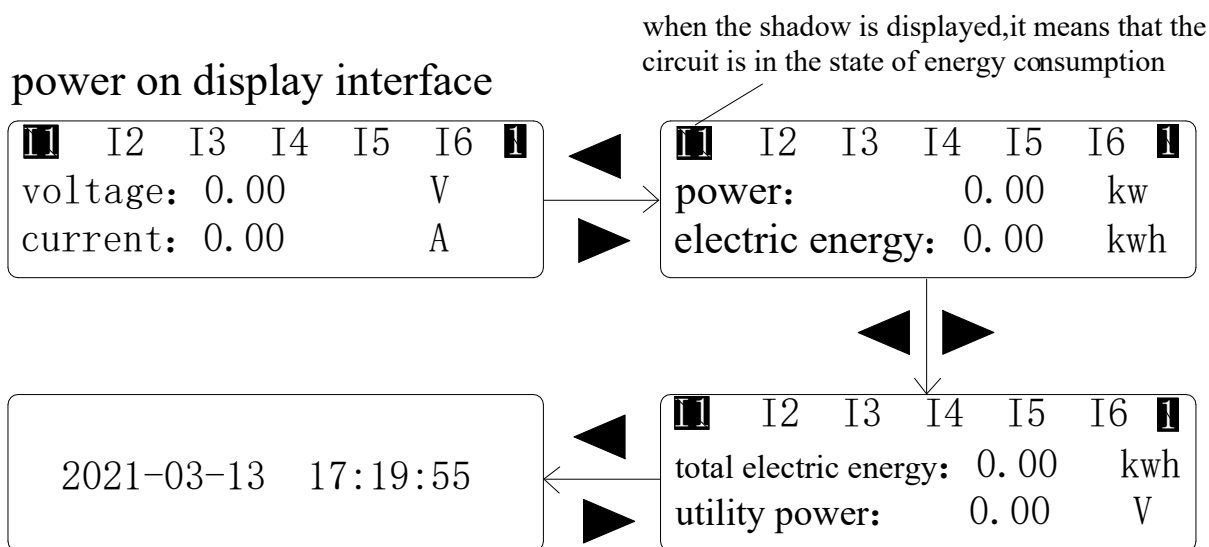 when the shadow is displayed,it means that the
circuit is in the state of energy consumption
power on display interface
I1 I2 I3 I4 I5 I6 1
voltage：0.00 V
current：0.00 A
I1 I2 I3 I4 I5 I6 1
power： 0.00 kw
electric energy：0.00 kwh
2021-03-13 17:19:55
I1 I2 I3 I4 I5 I6 1
total electric energy：0.00 kwh
utility power： 0.00 V